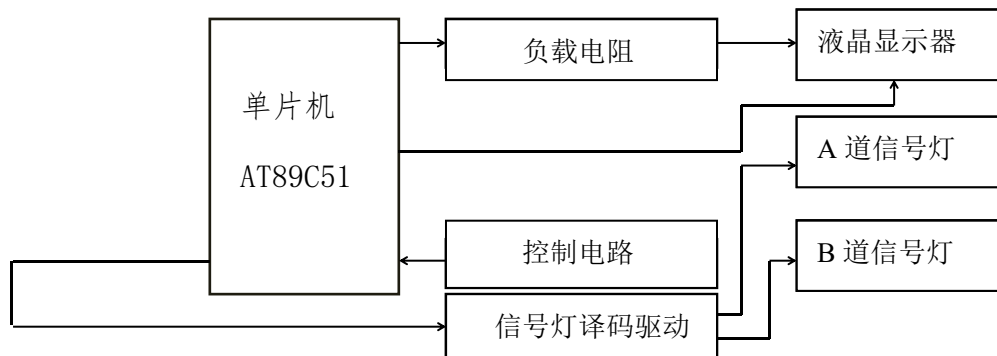 单片机
AT89C51
负载电阻
液晶显示器
A 道信号灯
控制电路
B 道信号灯
信号灯译码驱动